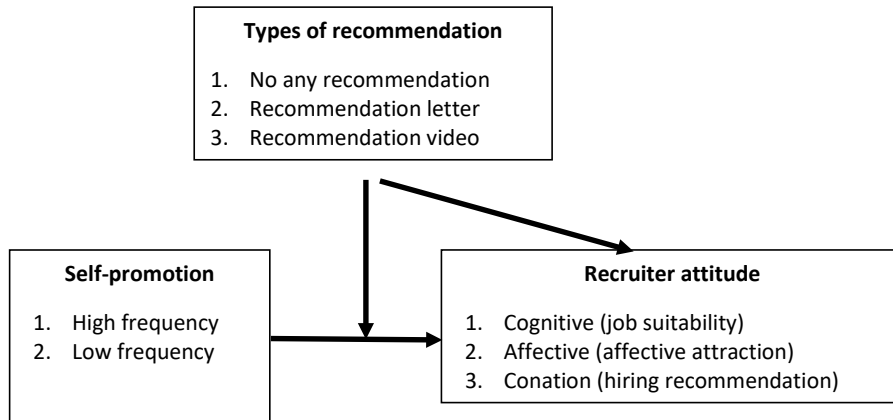 Types of recommendation
1. No any recommendation
2. Recommendation letter
3. Recommendation video
Self-promotion
1. High frequency
2. Low frequency
Recruiter attitude
1. Cognitive (job suitability)
2. Affective (affective attraction)
3. Conation (hiring recommendation)